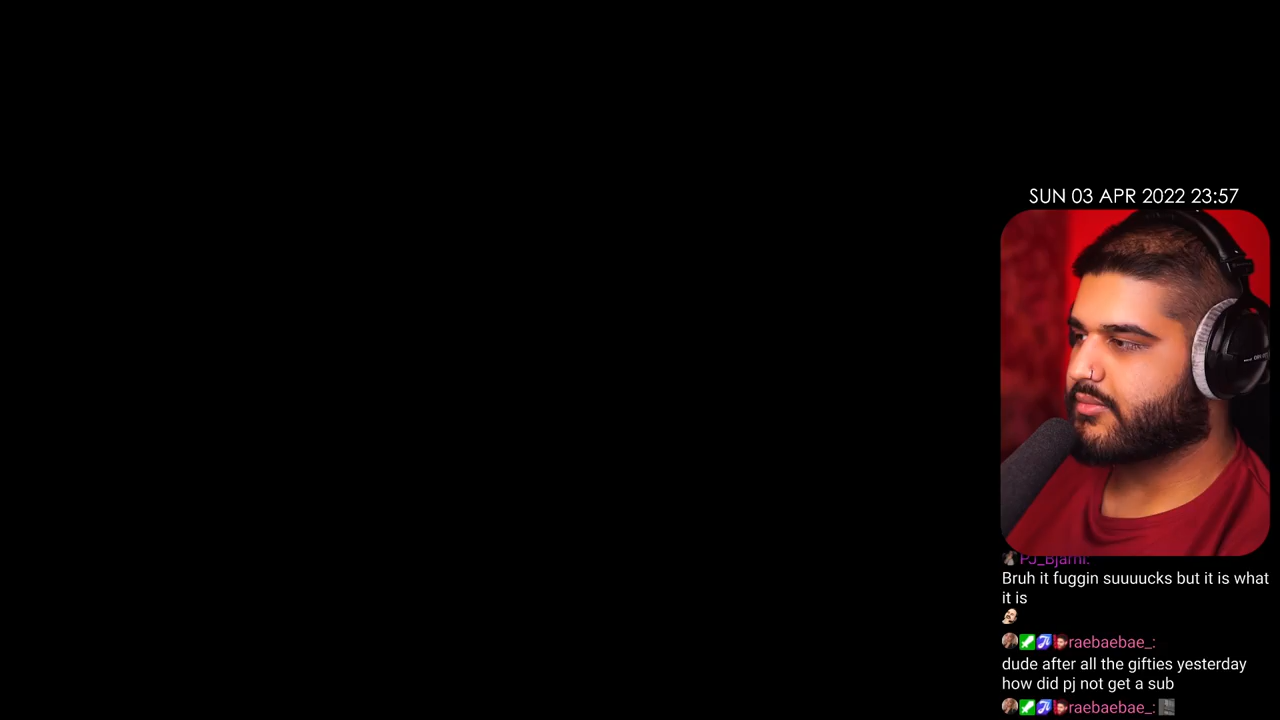 SUN 03 APR 2022 23:57
PJ_Bjarni:
Bruh it fuggin suuuucks but it is what
it is
raebaebae_:
dude after all the gifties yesterday
how did pj not get a sub
raebaebae_: